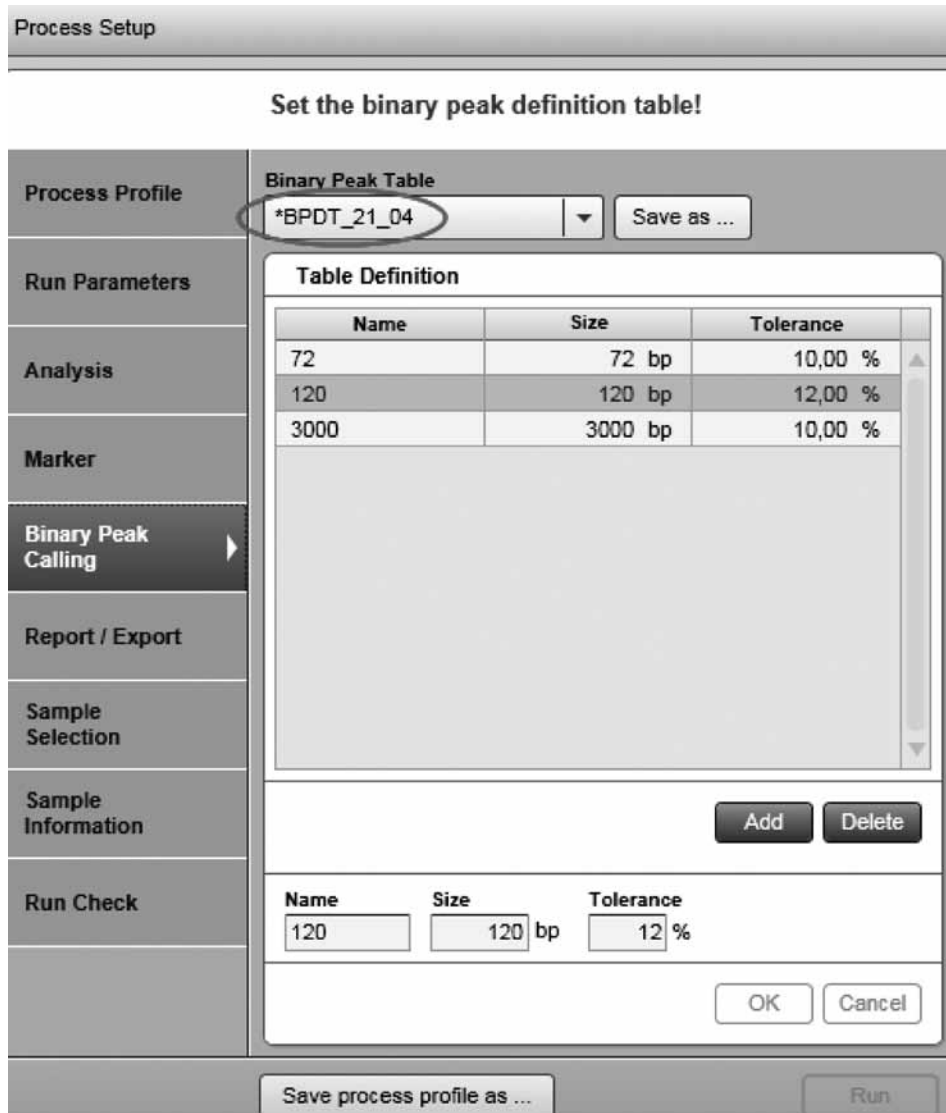 Process Setup
Set the binary peak definition table!
Process Profile
Run Parameters
Analysis
Marker
Binary Peak
Calling
Report / Export
Sample
Selection
Sample
Information
Run Check
Binary Peak Table
*BPDT_21_04 Save as ...
Table Definition
Name Size Tolerance
72 72 bp 10,00 %
120 120 bp 12,00 %
3000 3000 bp 10,00 %
Add Delete
Name Size Tolerance
120 120 bp 12 %
OK Cancel
Save process profile as ... Run